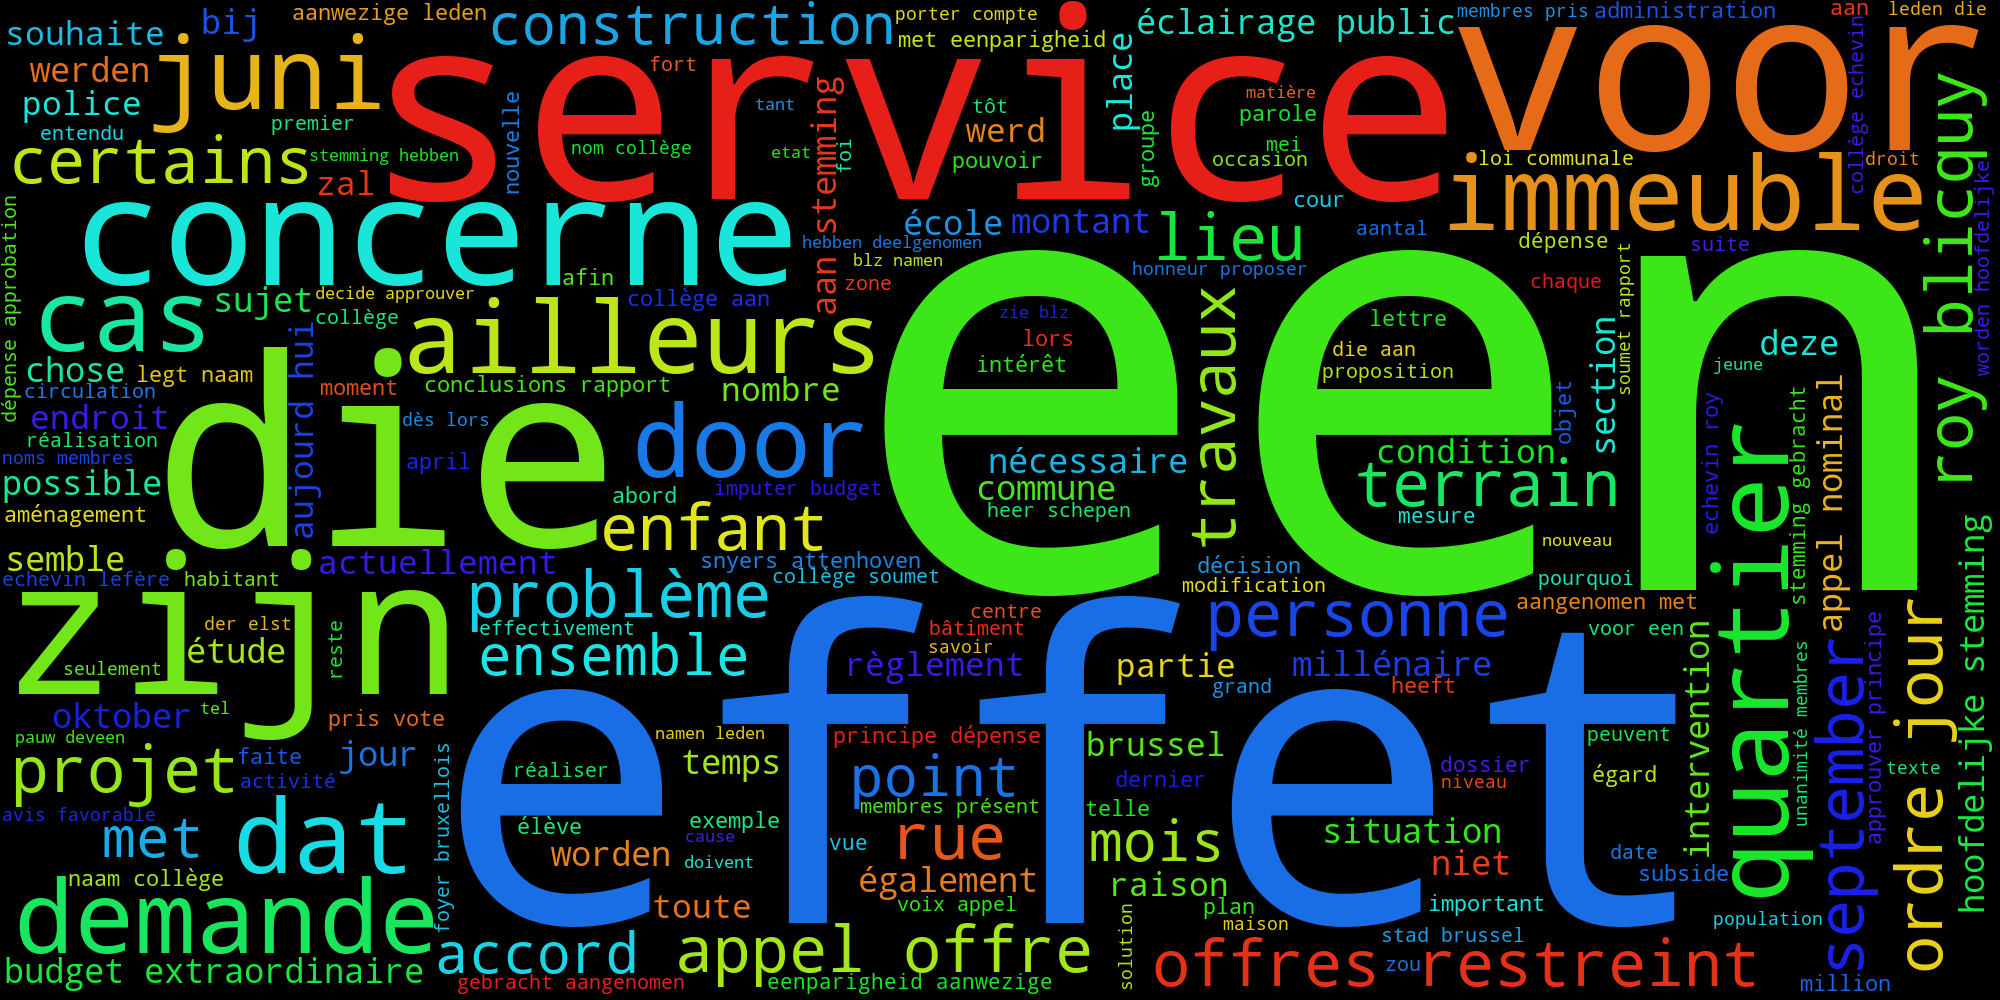 souhaite
bij
aanwezige leden
construction
porter compte
met eenparigheid
éclairage public
membres pris
administration
aan
leden die
werden
juni
service
voor
fort
place
police
entendu
premier
certains
stemming hebben
zal
nouvelle
nom collège
tant
etat
aan stemming
foi
tôt
werd
pouvoir
groupe
matière
parole
mei
occasion
loi communale
collège echevin
droit
roy blicquy
worden hoofdelijke
concerne
école
montant
cour
immeuble
lieu
aantal
dépense
suite
hebben deelgenomen
blz namen
honneur proposer
dépense approbation
afin
zone
chaque
soumet rapport
cas
sujet
decide approuver
collège
collège aan
ailleurs
een
zie blz
lors
intérêt
travaux
lettre
die aan
proposition
section
deze
jeune
chose
legt naam
aujourd hui
moment
conclusions rapport
nombre
circulation
endroit
dès lors
door
réalisation
noms membres
april
die
possible
abord
imputer budget
aménagement
enfant
nécessaire
commune
heer schepen
condition
objet
terrain
mesure
echevin roy
quartier
stemming gebracht
appel nominal
semble
actuellement
snyers attenhoven
décision
nouveau
echevin lefère
habitant
collège soumet
modification
pourquoi
hoofdelijke stemming
zijn
problème
effet
centre
personne
aangenomen met
der elst
effectivement
bâtiment
voor een
étude
reste
ensemble
savoir
seulement
règlement
partie
millénaire
intervention
unanimité membres
september
approuver principe
ordre jour
grand
heeft
oktober
tel
pris vote
pauw deveen
namen leden
principe dépense
brussel
peuvent
projet
faite
jour
foyer bruxellois
temps
réaliser
point
dernier
dossier
niveau
égard
texte
activité
avis favorable
membres présent
telle
met
dat
élève
exemple
cause
rue
mois
situation
worden
doivent
vue
niet
date
naam collège
également
raison
subside
demande
toute
voix appel
plan
important
maison
population
accord
appel offre
solution
stad brussel
budget extraordinaire
offres restreint
zou
gebracht aangenomen
eenparigheid aanwezige
million